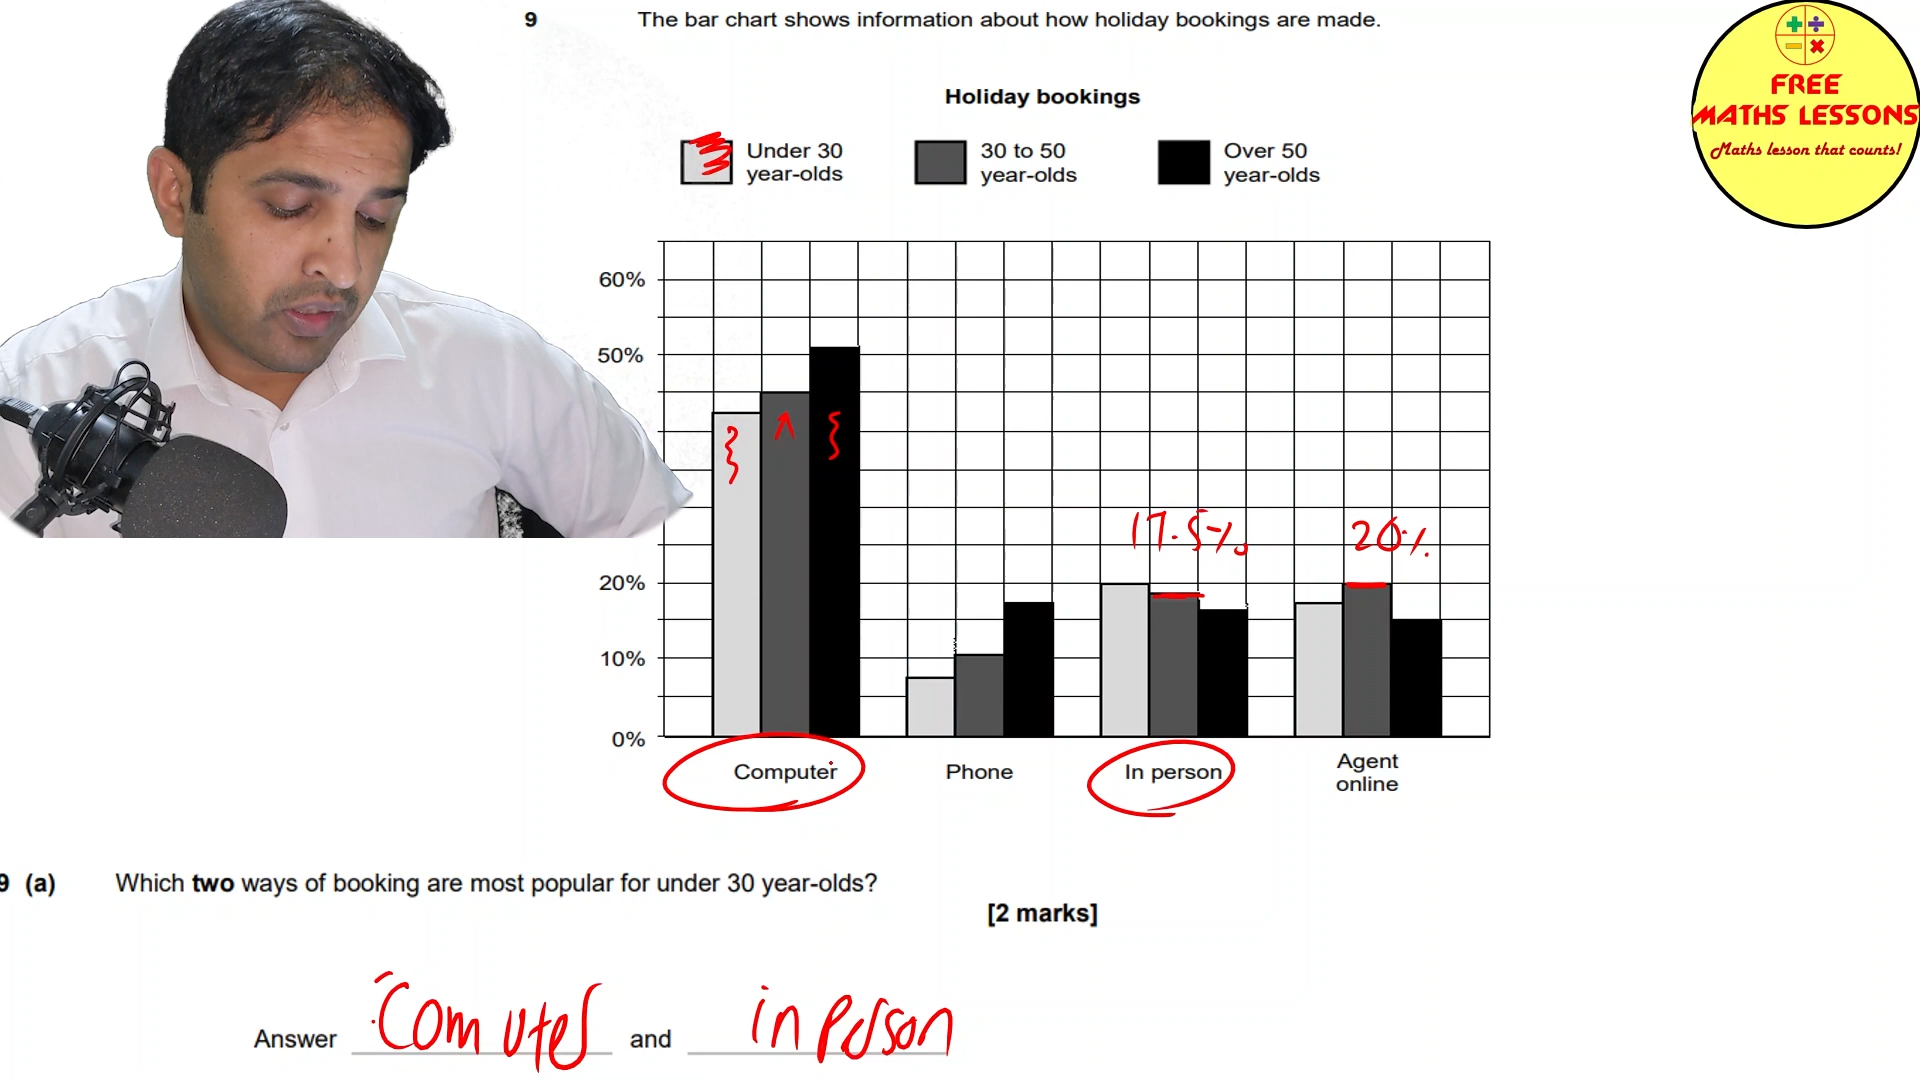 9 The bar chart shows information about how holiday bookings are made.
FREE
MATHS LESSONS
Maths lesson that counts!
Holiday bookings
Under 30
year-olds
30 to 50
year-olds
Over 50
year-olds
60%
50%
17.5%
20%
20%
10%
0%
Computer
Phone
In person
Agent
online
9 (a) Which two ways of booking are most popular for under 30 year-olds?
[2 marks]
Answer Com uter and in person